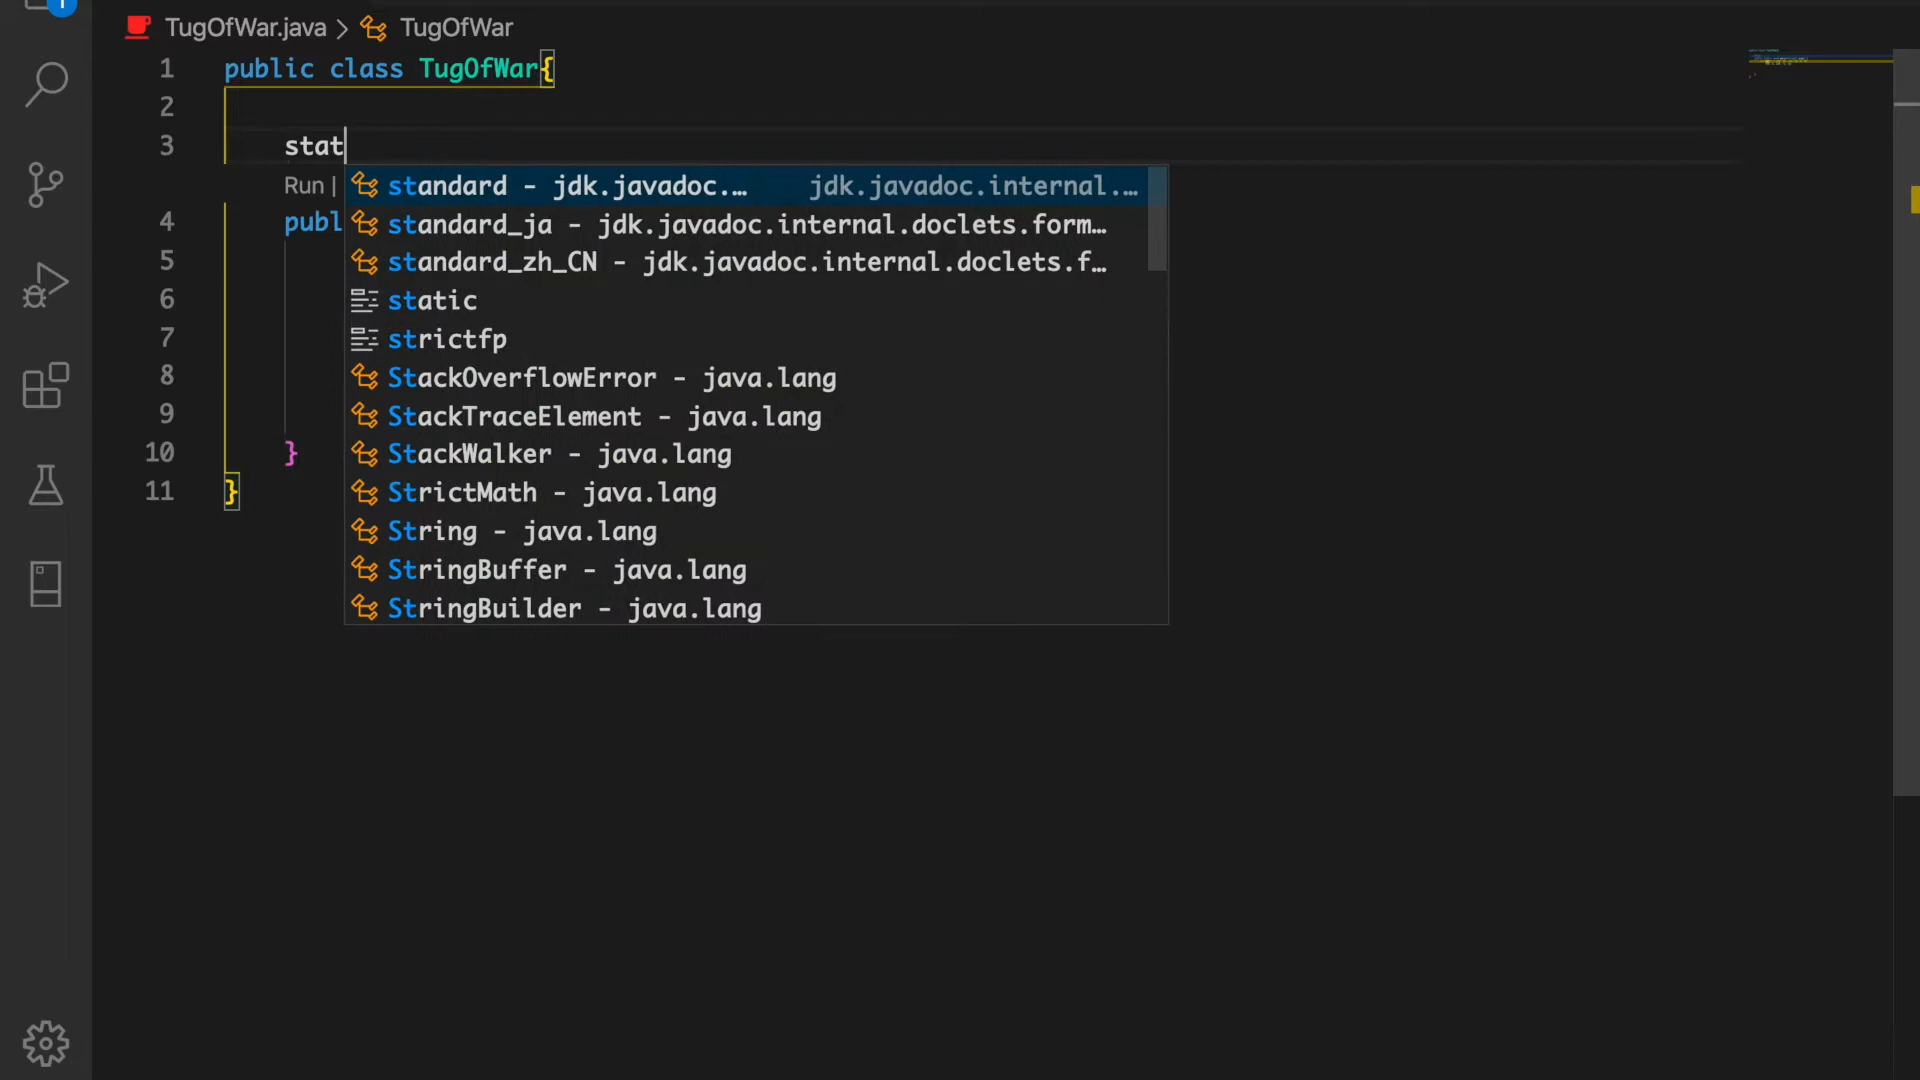 1
TugOfWar.java > TugOfWar
1 public class TugOfWar{
2
3 stat
Run |
standard - jdk.javadoc.… jdk.javadoc.internal.…
4 publ
standard_ja - jdk.javadoc.internal.doclets.form…
5
standard_zh_CN - jdk.javadoc.internal.doclets.f…
6
static
7
strictfp
8
StackOverflowError - java.lang
9
StackTraceElement - java.lang
10 }
StackWalker - java.lang
11 }
StrictMath - java.lang
String - java.lang
StringBuffer - java.lang
StringBuilder - java.lang